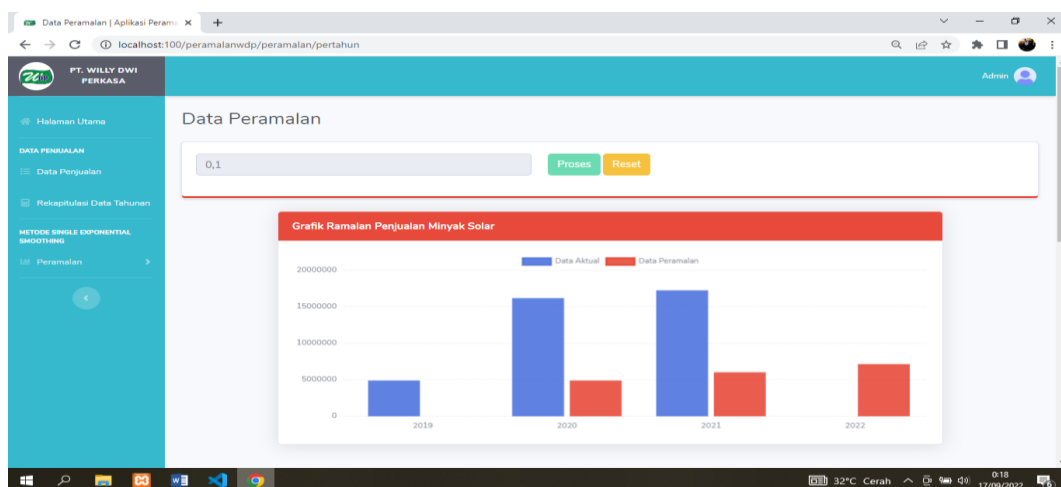 Data Peramalan | Aplikasi Perama
localhost:100/peramalanwdp/peramalan/pertahun
PT. WILLY DWI
PERKASA
Admin
Halaman Utama
DATA PENJUALAN
Data Penjualan
Rekapitulasi Data Tahunan
METODE SINGLE EXPONENTIAL
SMOOTHING
Peramalan
Data Peramalan
0,1
Proses
Reset
Grafik Ramalan Penjualan Minyak Solar
Data Aktual
Data Peramalan
20000000
15000000
10000000
5000000
0
2019
2020
2021
2022
32°C Cerah
0:18
17/09/2022